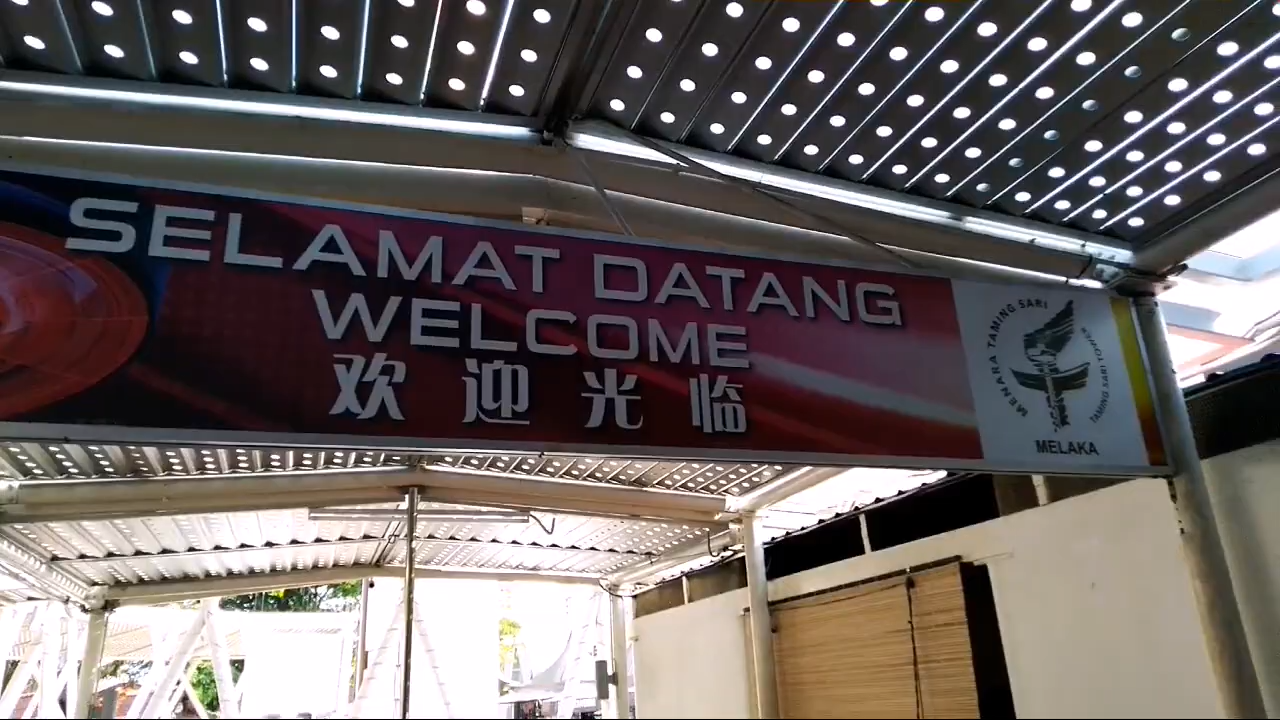 SELAMAT DATANG
WELCOME
欢迎光临
MENARA TAMING SARI
TAMING SARI TOWER
MELAKA